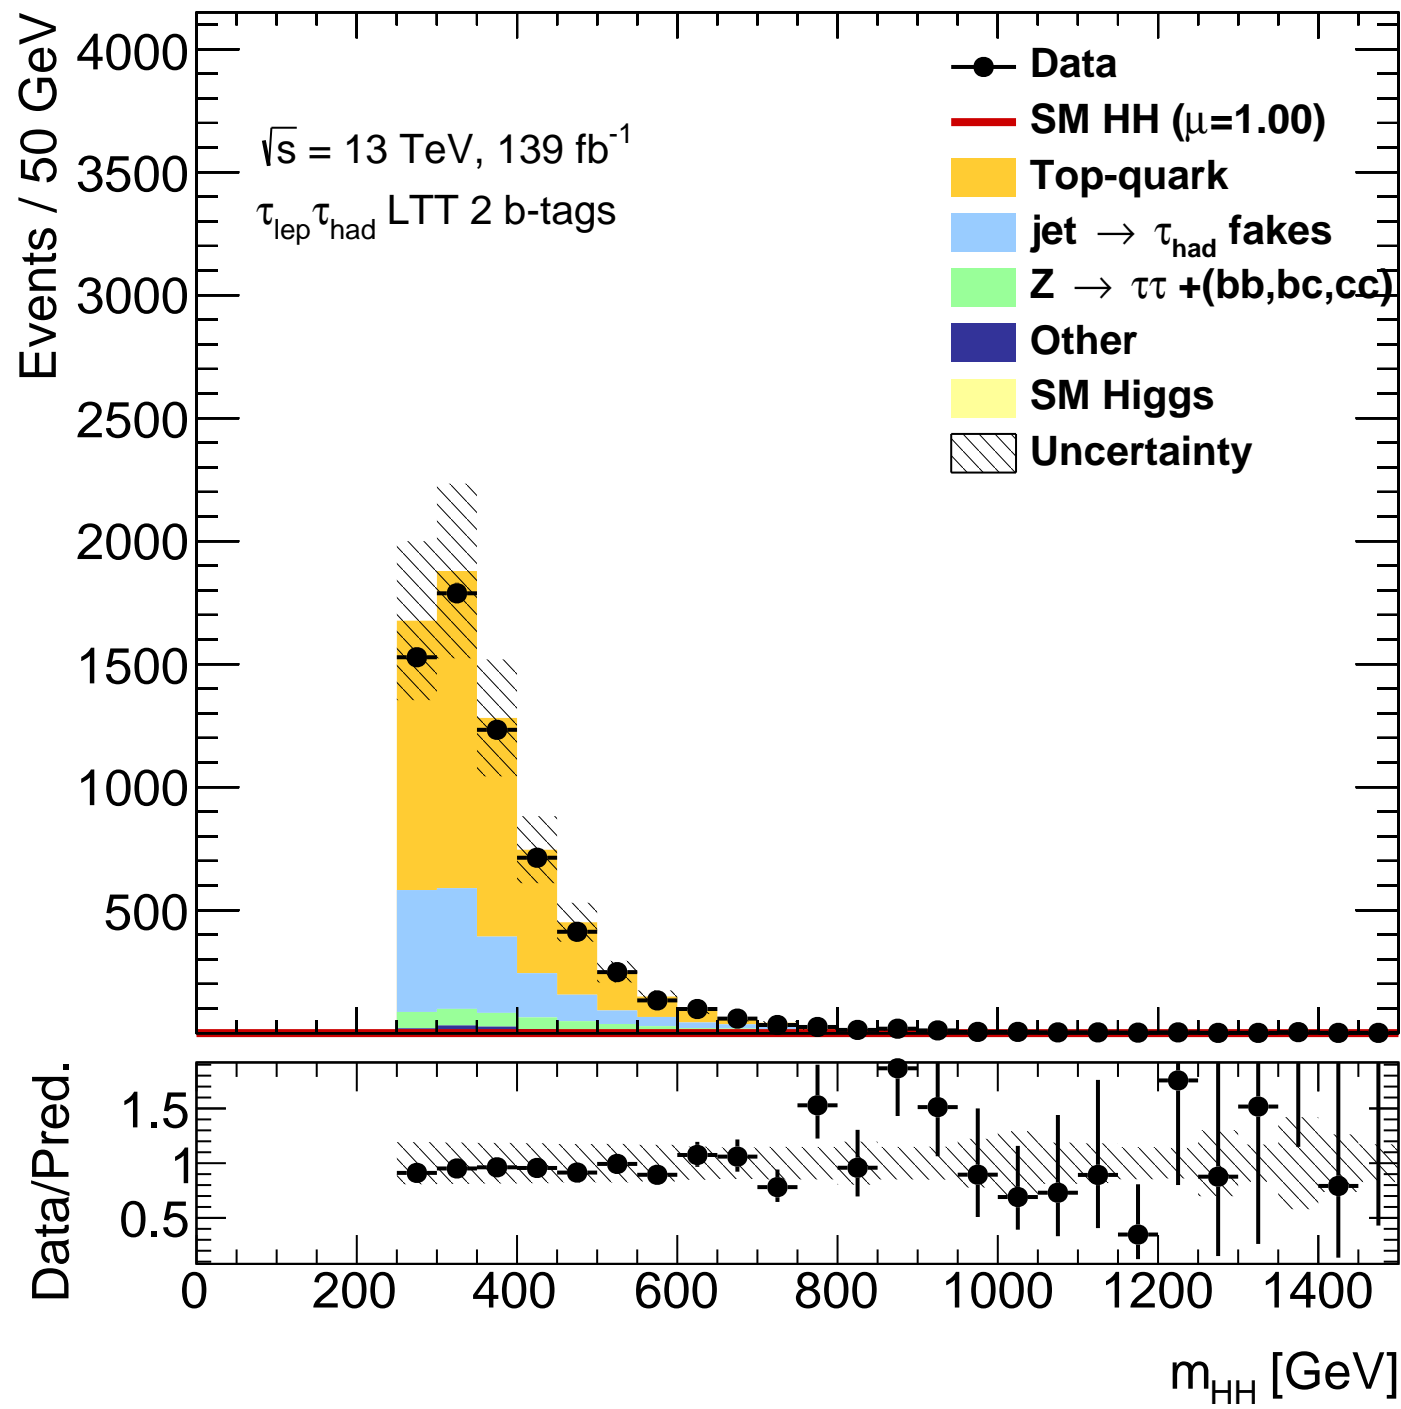 Events / 50 GeV
4000
3500
3000
2500
2000
1500
1000
500
√s = 13 TeV, 139 fb⁻¹
τlepτhad LTT 2 b-tags
Data
SM HH (μ=1.00)
Top-quark
jet → τhad fakes
Z → ττ +(bb,bc,cc)
Other
SM Higgs
Uncertainty
Data/Pred.
1.5
1
0.5
0 200 400 600 800 1000 1200 1400
mHH [GeV]